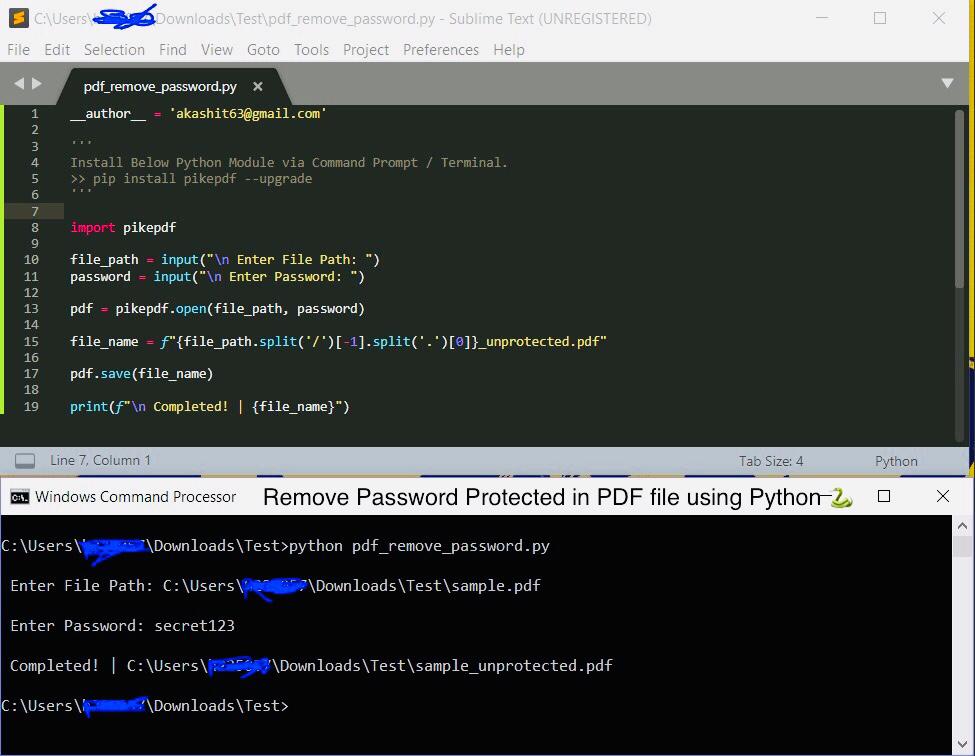 C:\Users\ Downloads\Test\pdf_remove_password.py - Sublime Text (UNREGISTERED)
File Edit Selection Find View Goto Tools Project Preferences Help
pdf_remove_password.py ×
1 __author__ = 'akashit63@gmail.com'
2
3 '''
4 Install Below Python Module via Command Prompt / Terminal.
5 >> pip install pikepdf --upgrade
6 '''
7
8 import pikepdf
9
10 file_path = input("\n Enter File Path: ")
11 password = input("\n Enter Password: ")
12
13 pdf = pikepdf.open(file_path, password)
14
15 file_name = f"{file_path.split('/')[-1].split('.')[0]}_unprotected.pdf"
16
17 pdf.save(file_name)
18
19 print(f"\n Completed! | {file_name}")
Line 7, Column 1 Tab Size: 4 Python
Windows Command Processor Remove Password Protected in PDF file using Python
C:\Users\ \Downloads\Test>python pdf_remove_password.py
Enter File Path: C:\Users\ \Downloads\Test\sample.pdf
Enter Password: secret123
Completed! | C:\Users\ \Downloads\Test\sample_unprotected.pdf
C:\Users\ \Downloads\Test>